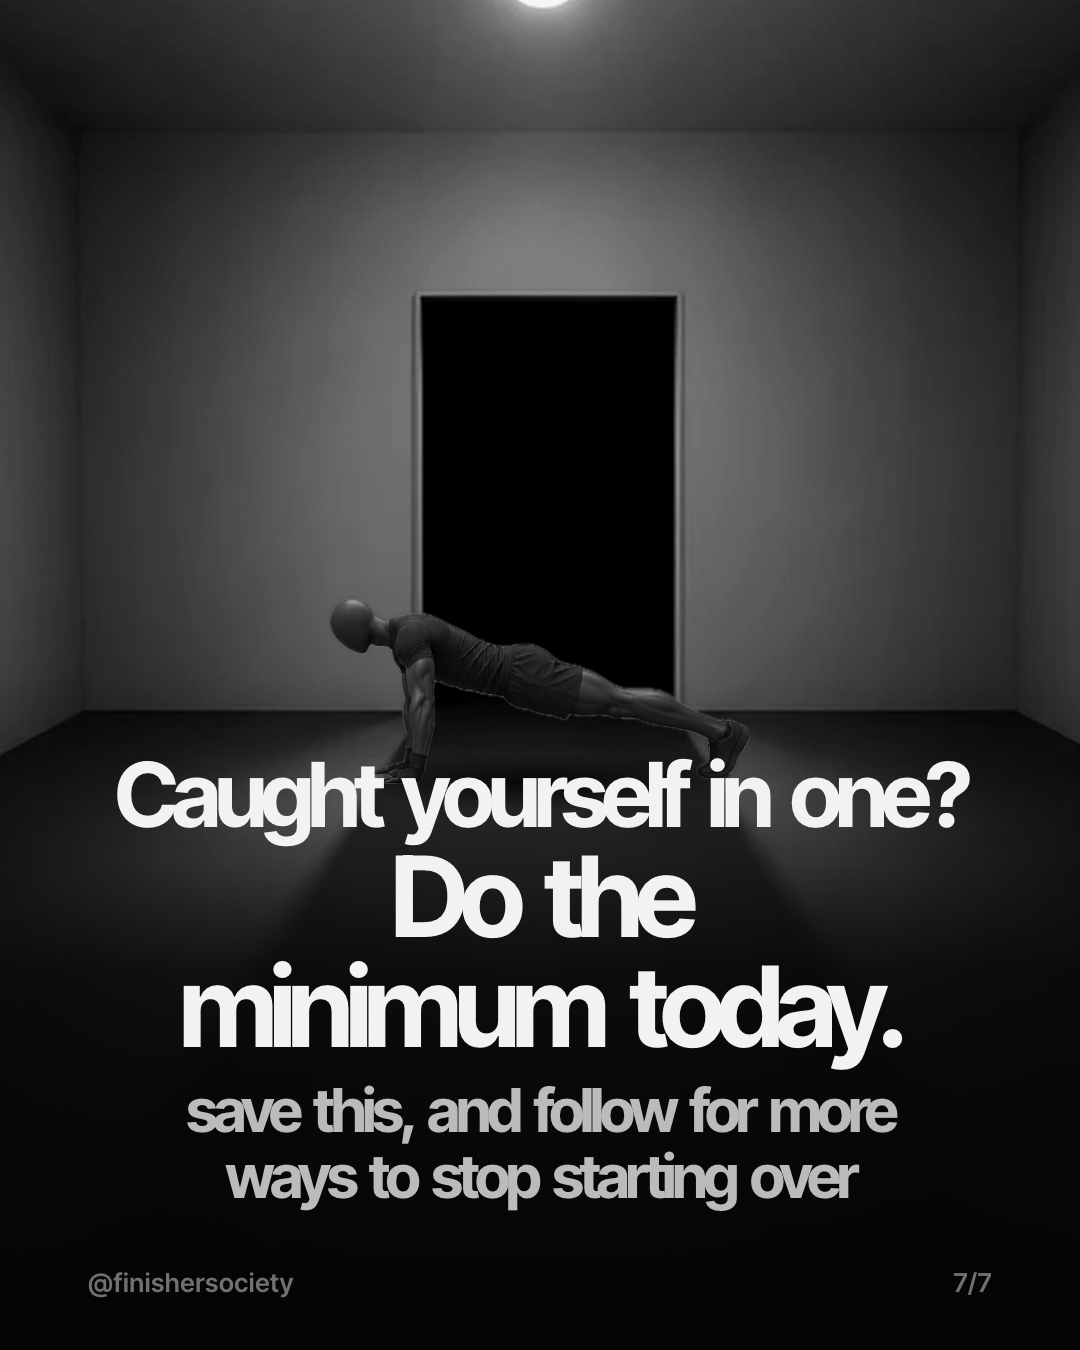 Caught yourself in one?
Do the
minimum today.
save this, and follow for more
ways to stop starting over
@finishersociety
7/7